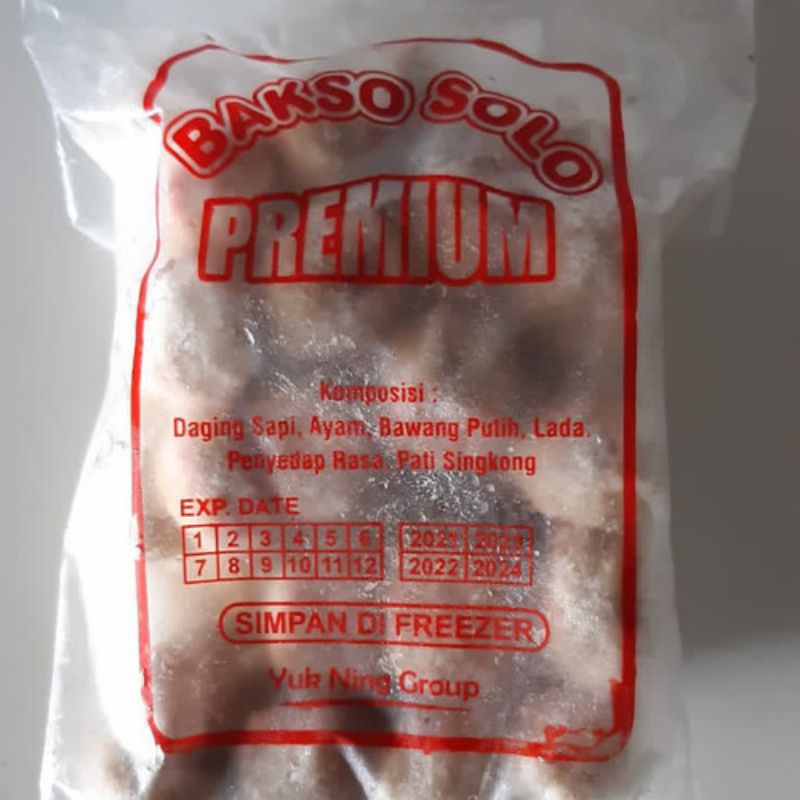 BAKSO SOLO
PREMIUM
Komposisi :
Daging Sapi, Ayam, Bawang Putih, Lada.
Penyedap Rasa, Pati Singkong
EXP. DATE
1 2 3 4 5 6 2021 2023
7 8 9 10 11 12 2022 2024
SIMPAN DI FREEZER
Yuk Ning Group